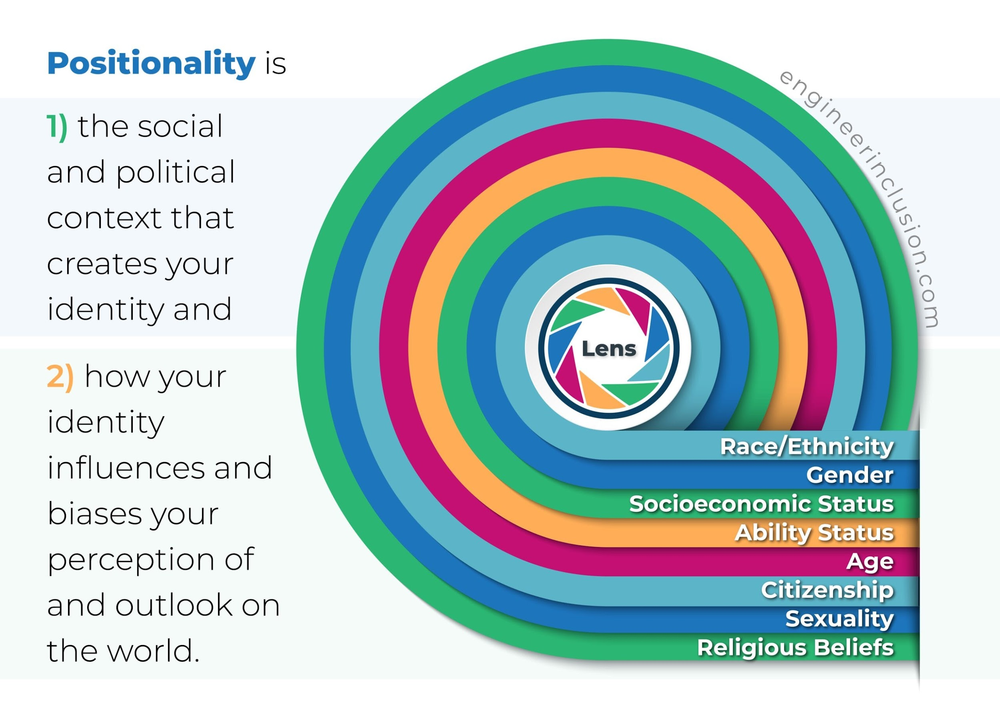 Positionality is
1) the social
and political
context that
creates your
identity and
2) how your
identity
influences and
biases your
perception of
and outlook on
the world.
engineerinclusion.com
Lens
Race/Ethnicity
Gender
Socioeconomic Status
Ability Status
Age
Citizenship
Sexuality
Religious Beliefs